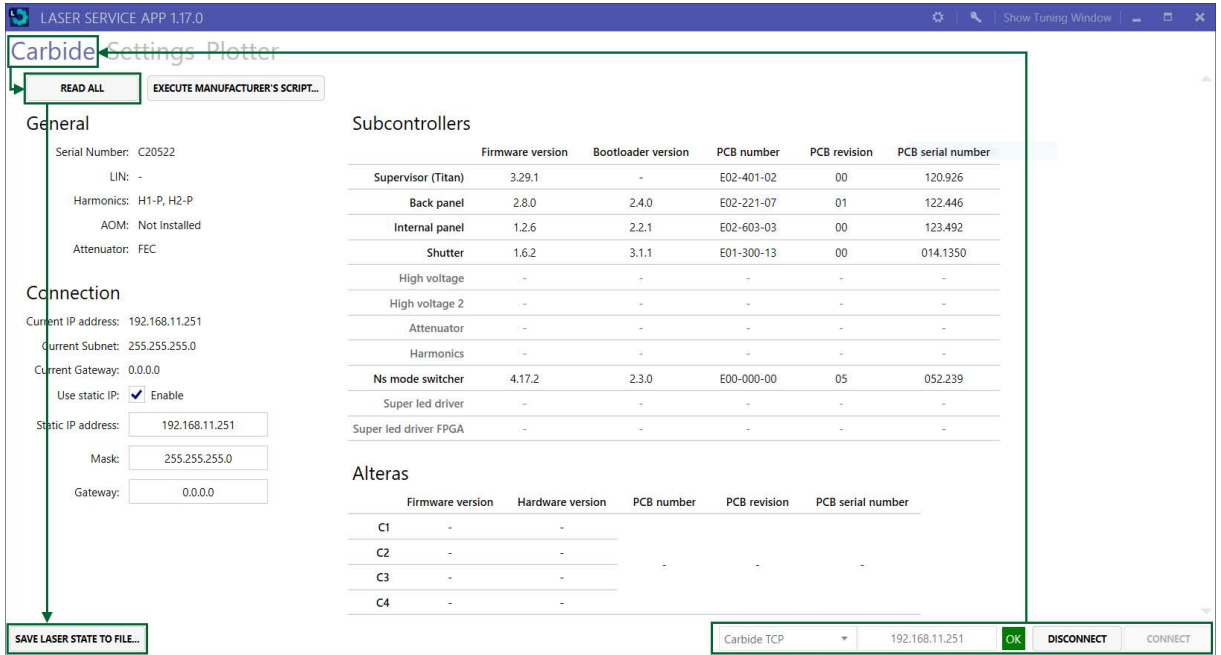 LASER SERVICE APP 1.17.0 Show Tuning Window
Carbide Settings Plotter
READ ALL EXECUTE MANUFACTURER'S SCRIPT...
General
Serial Number: C20522
LIN: -
Harmonics: H1-P, H2-P
AOM: Not Installed
Attenuator: FEC
Connection
Current IP address: 192.168.11.251
Current Subnet: 255.255.255.0
Current Gateway: 0.0.0.0
Use static IP: Enable
Static IP address: 192.168.11.251
Mask: 255.255.255.0
Gateway: 0.0.0.0
Subcontrollers
Firmware version Bootloader version PCB number PCB revision PCB serial number
Supervisor (Titan) 3.29.1 - E02-401-02 00 120.926
Back panel 2.8.0 2.4.0 E02-221-07 01 122.446
Internal panel 1.2.6 2.2.1 E02-603-03 00 123.492
Shutter 1.6.2 3.1.1 E01-300-13 00 014.1350
High voltage - - - - -
High voltage 2 - - - - -
Attenuator - - - - -
Harmonics - - - - -
Ns mode switcher 4.17.2 2.3.0 E00-000-00 05 052.239
Super led driver - - - - -
Super led driver FPGA - - - - -
Alteras
Firmware version Hardware version PCB number PCB revision PCB serial number
C1 - -
C2 - -
- - -
C3 - -
C4 - -
SAVE LASER STATE TO FILE... Carbide TCP 192.168.11.251 OK DISCONNECT CONNECT